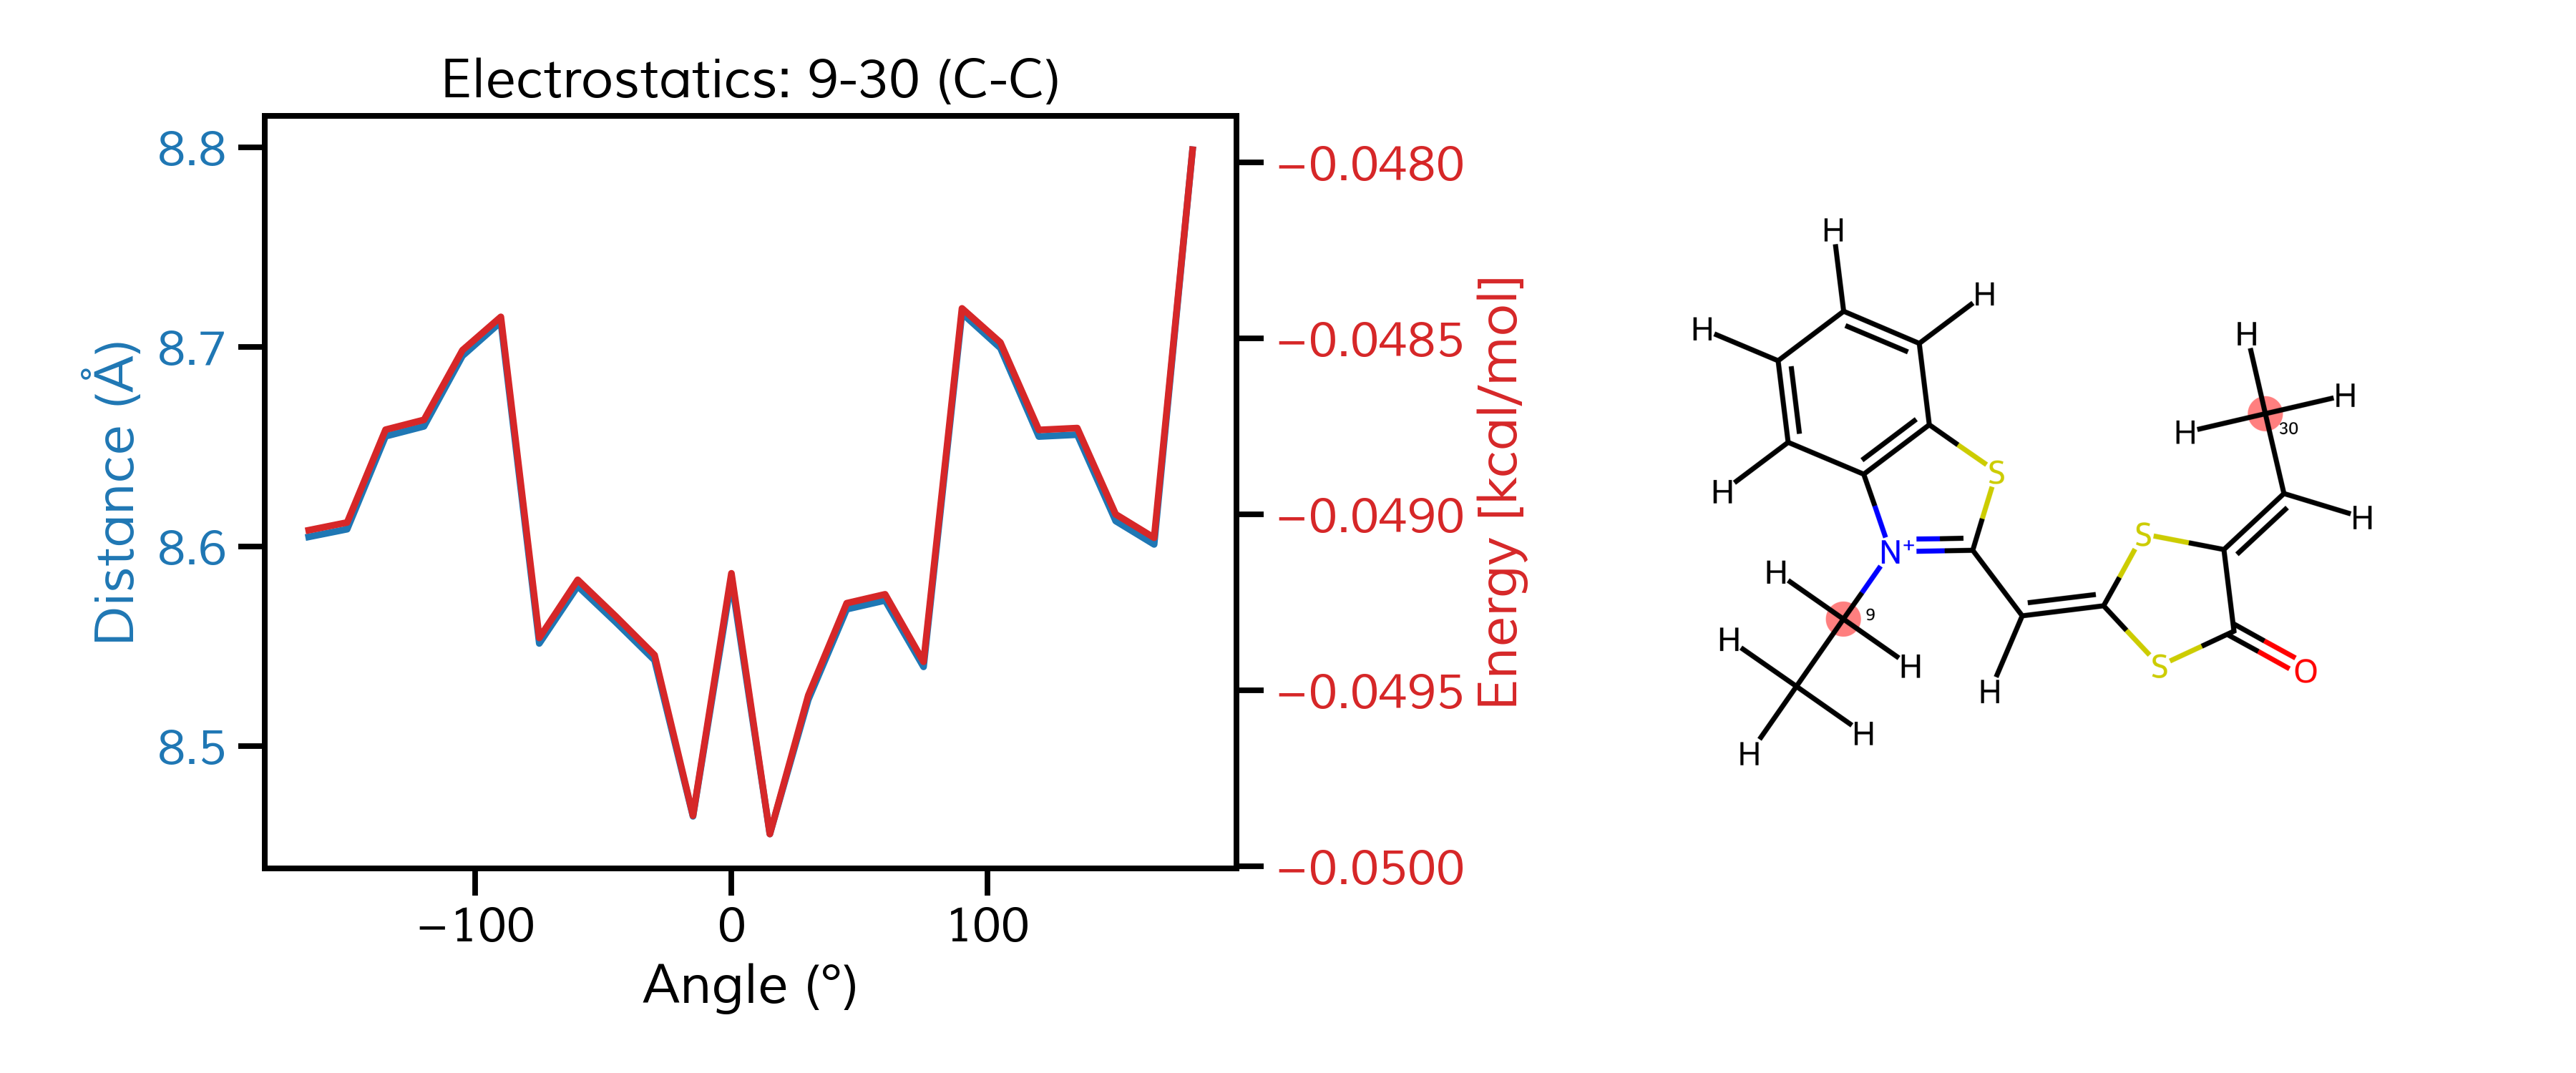 Electrostatics: 9-30 (C-C)
Distance (Å)
8.8
8.7
8.6
8.5
−100
0
100
Angle (°)
−0.0480
−0.0485
−0.0490
−0.0495
−0.0500
Energy [kcal/mol]
H
H
H
H
H
H
H
30
H
S
H
S
N+
H
9
H
H
H
S
O
H
H